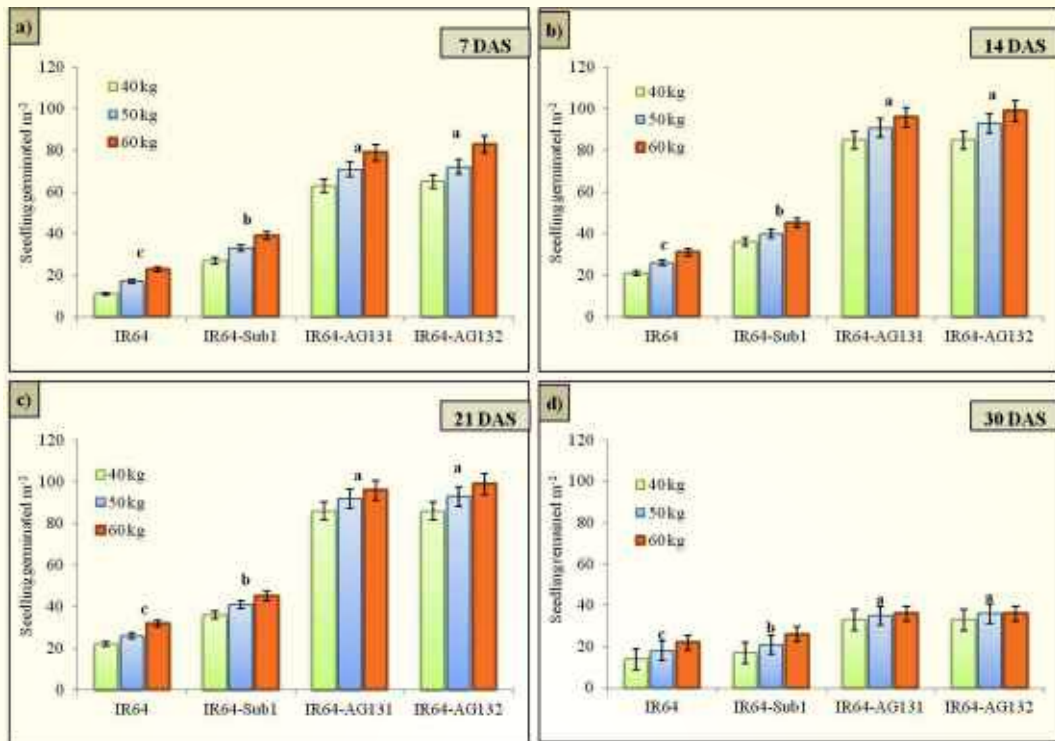 a)
7 DAS
Seedling germinated m⁻²
120
100
80
60
40
20
0
40kg
50kg
60kg
c
b
a
a
IR64
IR64-Sub1
IR64-AG131
IR64-AG132
b)
14 DAS
Seedling germinated m⁻²
120
100
80
60
40
20
0
40kg
50kg
60kg
c
b
a
a
IR64
IR64-Sub1
IR64-AG131
IR64-AG132
c)
21 DAS
Seedling germinated m⁻²
120
100
80
60
40
20
0
40kg
50kg
60kg
c
b
a
a
IR64
IR64-Sub1
IR64-AG131
IR64-AG132
d)
30 DAS
Seedling remained m⁻²
120
100
80
60
40
20
0
40kg
50kg
60kg
c
b
a
a
IR64
IR64-Sub1
IR64-AG131
IR64-AG132